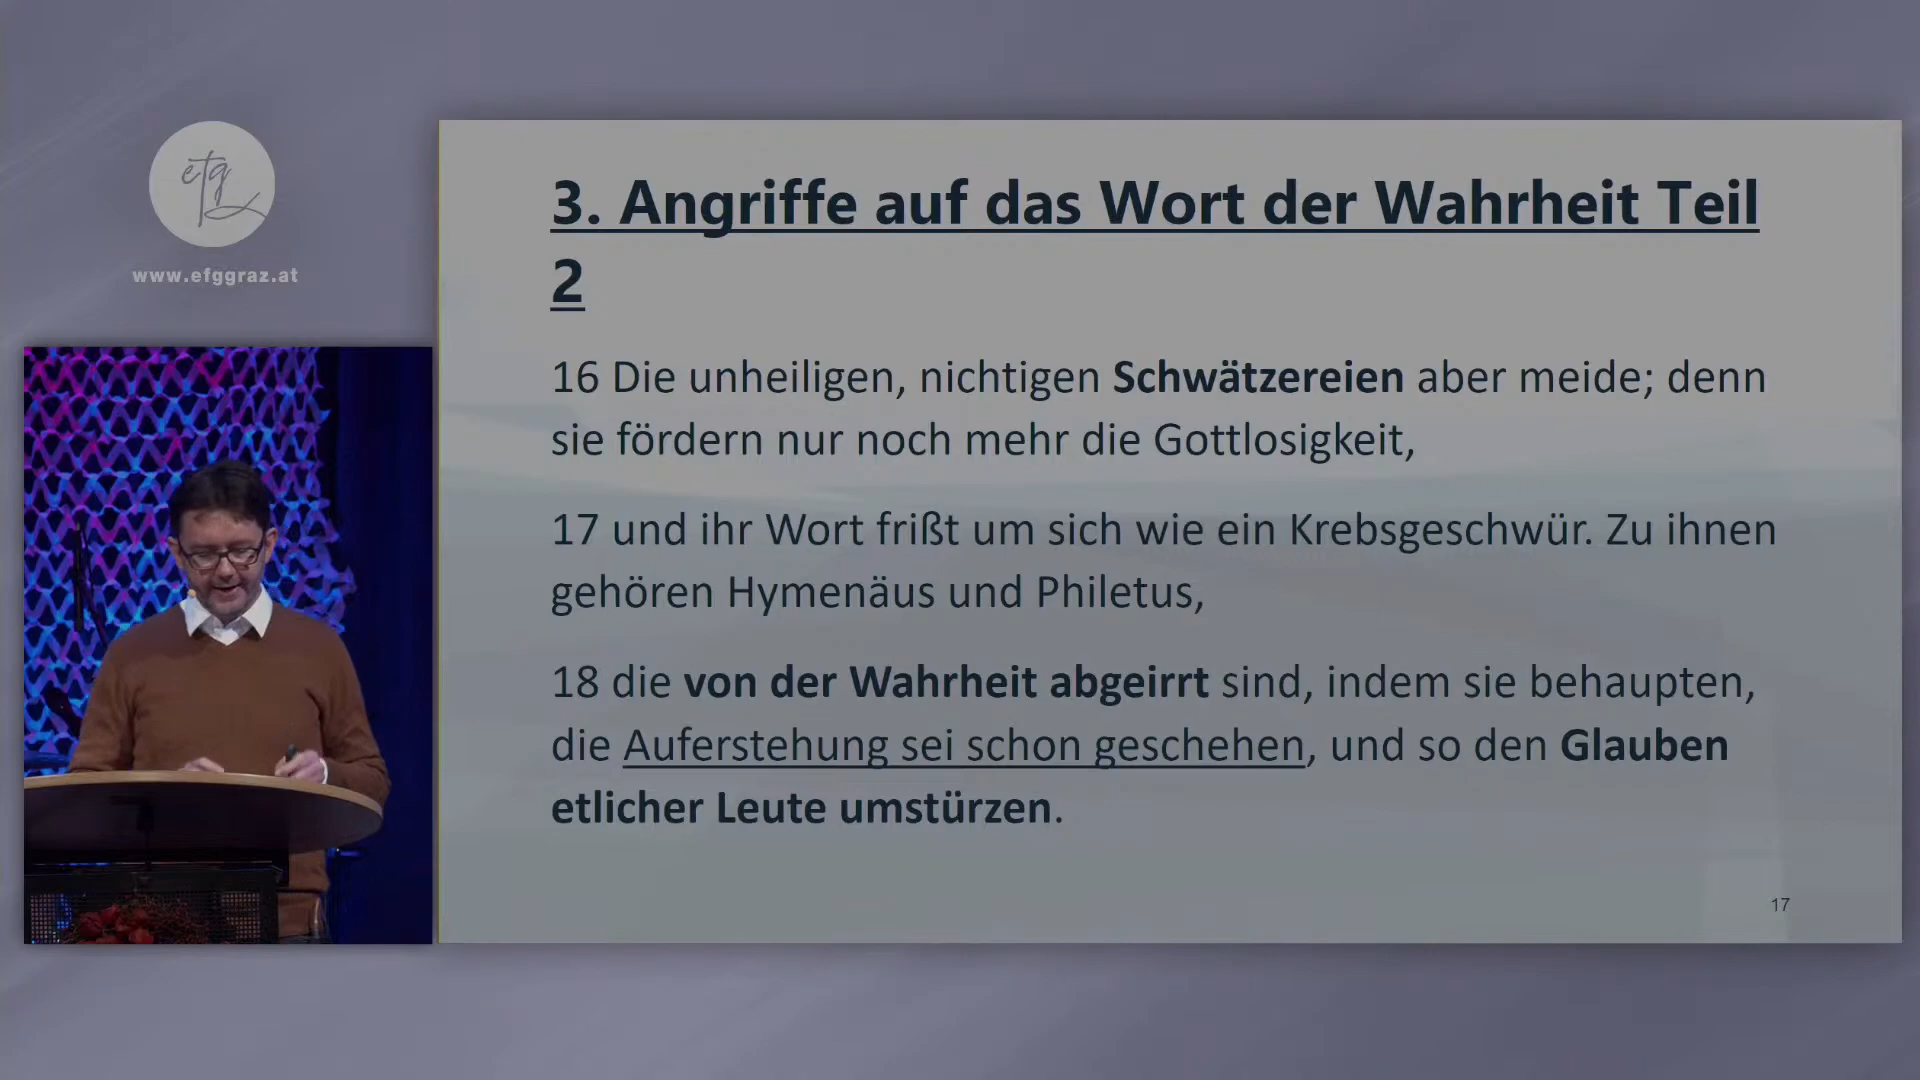 efg
www.efggraz.at
3. Angriffe auf das Wort der Wahrheit Teil
2
16 Die unheiligen, nichtigen Schwätzereien aber meide; denn
sie fördern nur noch mehr die Gottlosigkeit,
17 und ihr Wort frißt um sich wie ein Krebsgeschwür. Zu ihnen
gehören Hymenäus und Philetus,
18 die von der Wahrheit abgeirrt sind, indem sie behaupten,
die Auferstehung sei schon geschehen, und so den Glauben
etlicher Leute umstürzen.
17